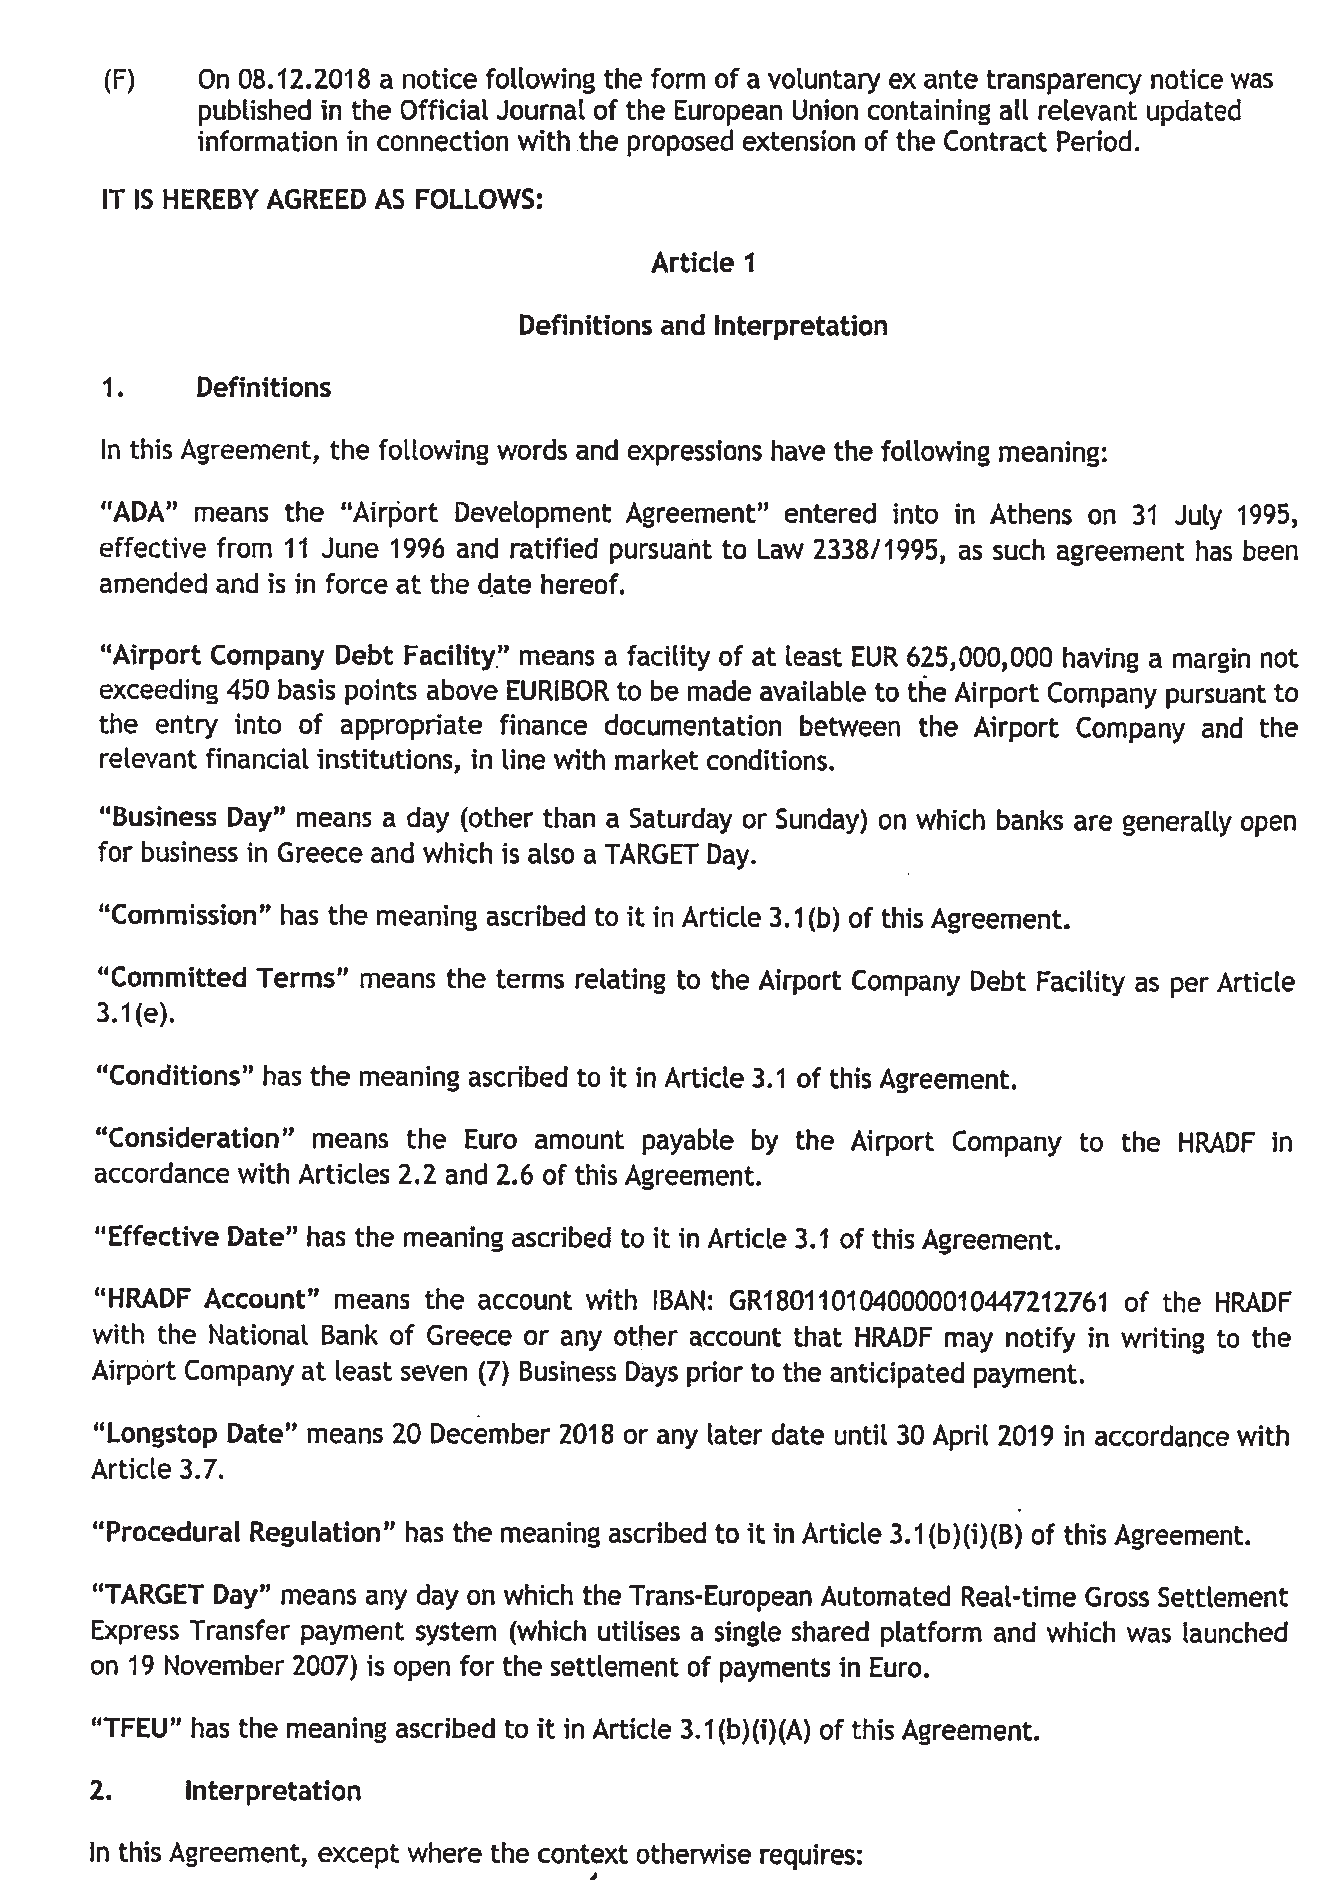 (F) On 08.12.2018 a notice following the form of a voluntary ex ante transparency notice was
published in the Official Journal of the European Union containing all relevant updated
information in connection with the proposed extension of the Contract Period.
IT IS HEREBY AGREED AS FOLLOWS:
Article 1
Definitions and Interpretation
1. Definitions
In this Agreement, the following words and expressions have the following meaning:
“ADA” means the “Airport Development Agreement” entered into in Athens on 31 July 1995,
effective from 11 June 1996 and ratified pursuant to Law 2338/1995, as such agreement has been
amended and is in force at the date hereof.
“Airport Company Debt Facility” means a facility of at least EUR 625,000,000 having a margin not
exceeding 450 basis points above EURIBOR to be made available to the Airport Company pursuant to
the entry into of appropriate finance documentation between the Airport Company and the
relevant financial institutions, in line with market conditions.
“Business Day” means a day (other than a Saturday or Sunday) on which banks are generally open
for business in Greece and which is also a TARGET Day.
“Commission” has the meaning ascribed to it in Article 3.1(b) of this Agreement.
“Committed Terms” means the terms relating to the Airport Company Debt Facility as per Article
3.1(e).
“Conditions” has the meaning ascribed to it in Article 3.1 of this Agreement.
“Consideration” means the Euro amount payable by the Airport Company to the HRADF in
accordance with Articles 2.2 and 2.6 of this Agreement.
“Effective Date” has the meaning ascribed to it in Article 3.1 of this Agreement.
“HRADF Account” means the account with IBAN: GR1801101040000010447212761 of the HRADF
with the National Bank of Greece or any other account that HRADF may notify in writing to the
Airport Company at least seven (7) Business Days prior to the anticipated payment.
“Longstop Date” means 20 December 2018 or any later date until 30 April 2019 in accordance with
Article 3.7.
“Procedural Regulation” has the meaning ascribed to it in Article 3.1(b)(i)(B) of this Agreement.
“TARGET Day” means any day on which the Trans-European Automated Real-time Gross Settlement
Express Transfer payment system (which utilises a single shared platform and which was launched
on 19 November 2007) is open for the settlement of payments in Euro.
“TFEU” has the meaning ascribed to it in Article 3.1(b)(i)(A) of this Agreement.
2. Interpretation
In this Agreement, except where the context otherwise requires: